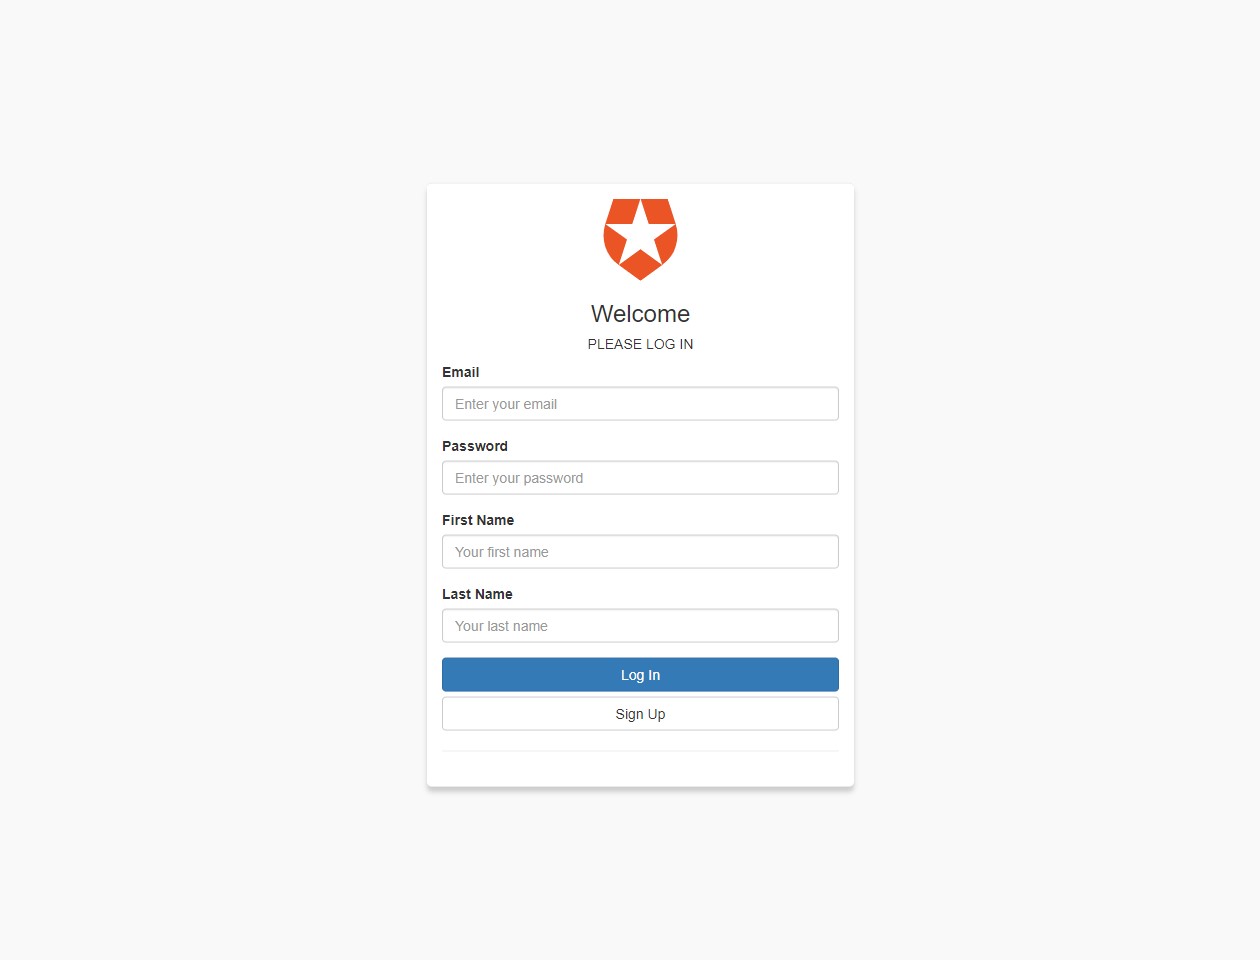 Welcome
PLEASE LOG IN
Email
Enter your email
Password
Enter your password
First Name
Your first name
Last Name
Your last name
Log In
Sign Up